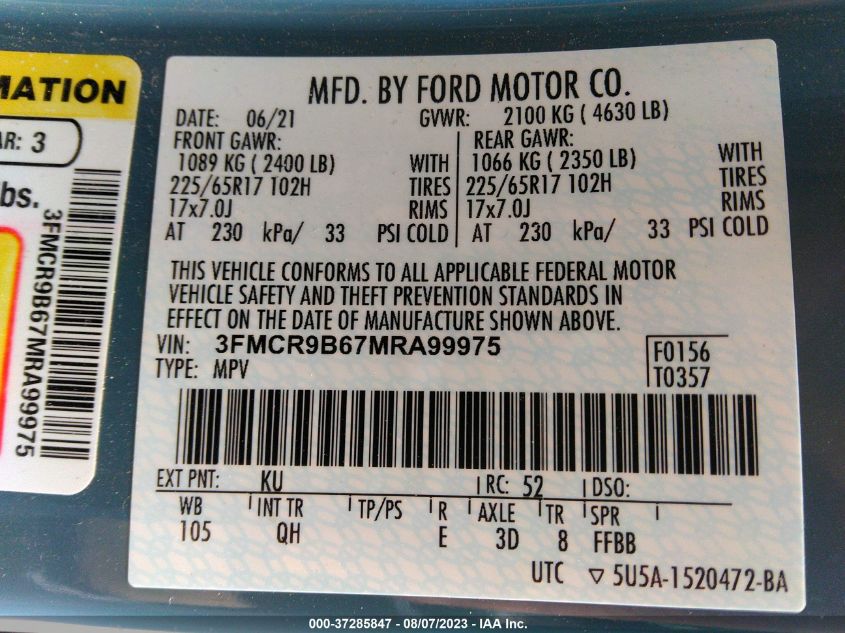 MATION
AR: 3
bs.
3FMCR9B67MRA99975
MFD. BY FORD MOTOR CO.
DATE: 06/21 GVWR: 2100 KG ( 4630 LB)
FRONT GAWR: REAR GAWR:
1089 KG ( 2400 LB) WITH 1066 KG ( 2350 LB) WITH
225/65R17 102H TIRES 225/65R17 102H TIRES
17x7.0J RIMS 17x7.0J RIMS
AT 230 kPa/ 33 PSI COLD AT 230 kPa/ 33 PSI COLD
THIS VEHICLE CONFORMS TO ALL APPLICABLE FEDERAL MOTOR
VEHICLE SAFETY AND THEFT PREVENTION STANDARDS IN
EFFECT ON THE DATE OF MANUFACTURE SHOWN ABOVE.
VIN: 3FMCR9B67MRA99975 F0156
TYPE: MPV T0357
EXT PNT: KU RC: 52 DSO:
WB INT TR TP/PS R AXLE TR SPR
105 QH E 3D 8 FFBB
UTC ▽ 5U5A-1520472-BA
000-37285847 - 08/07/2023 - IAA Inc.